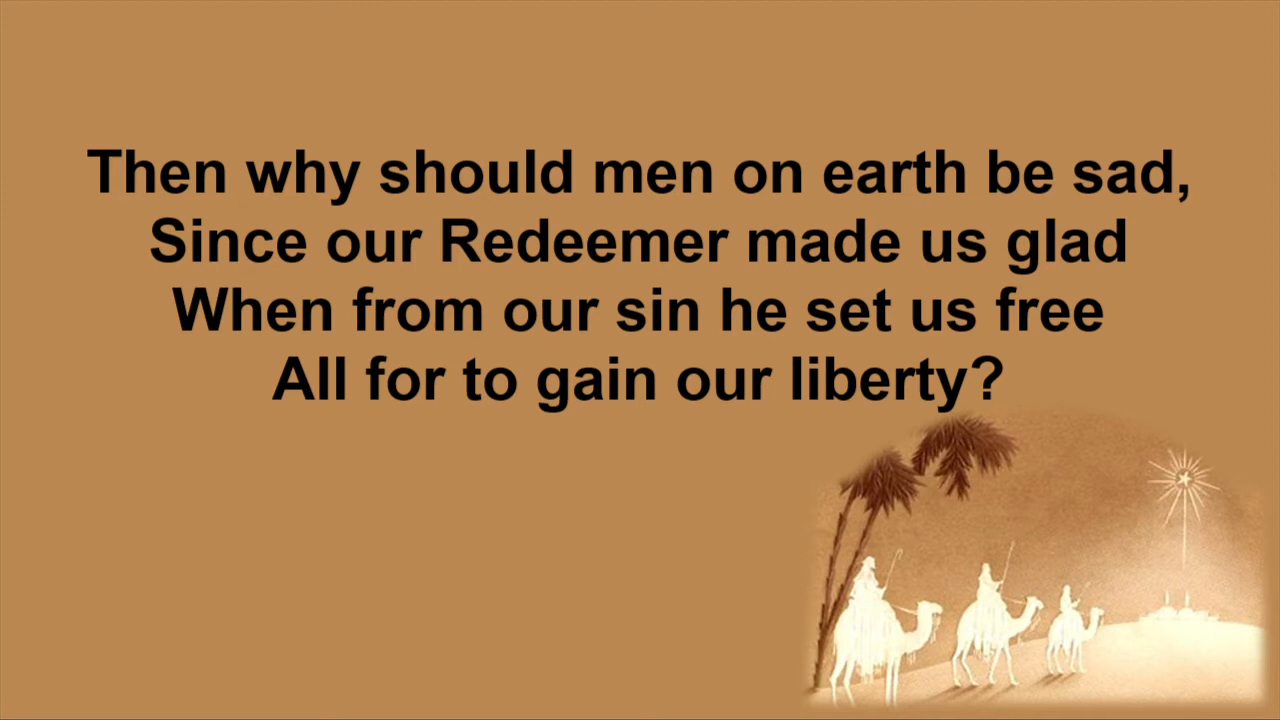 Then why should men on earth be sad,
Since our Redeemer made us glad
When from our sin he set us free
All for to gain our liberty?